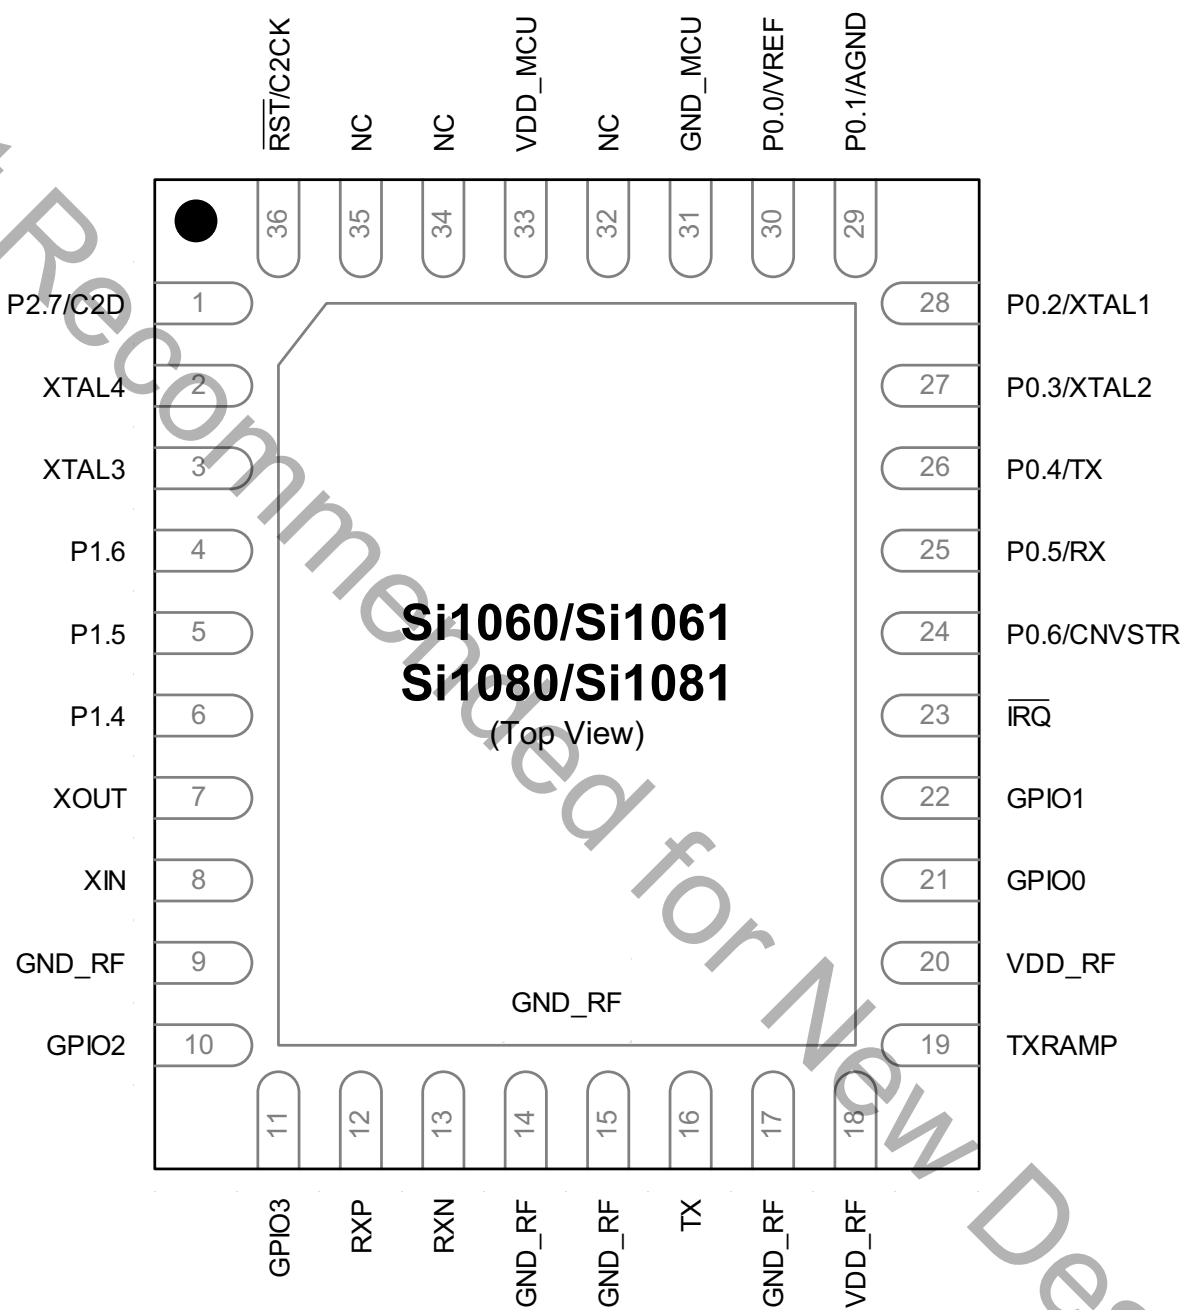 RST/C2CK
NC
NC
VDD_MCU
NC
GND_MCU
P0.0/VREF
P0.1/AGND
36
35
34
33
32
31
30
29
P2.7/C2D
1
28
P0.2/XTAL1
XTAL4
2
27
P0.3/XTAL2
XTAL3
3
26
P0.4/TX
P1.6
4
25
P0.5/RX
P1.5
5
24
P0.6/CNVSTR
P1.4
6
23
IRQ
XOUT
7
22
GPIO1
XIN
8
21
GPIO0
GND_RF
9
20
VDD_RF
GPIO2
10
19
TXRAMP
Si1060/Si1061
Si1080/Si1081
(Top View)
GND_RF
11
12
13
14
15
16
17
18
GPIO3
RXP
RXN
GND_RF
GND_RF
TX
GND_RF
VDD_RF
Recommended for New